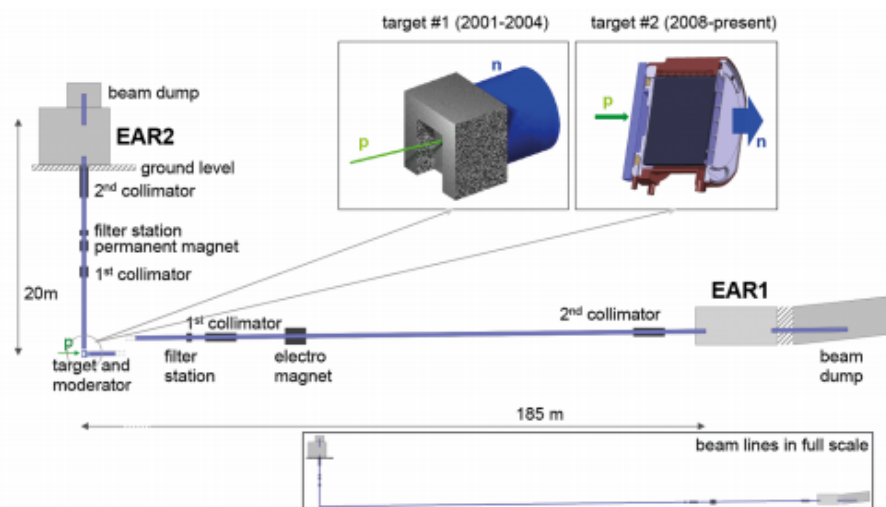 target #1 (2001-2004)
target #2 (2008-present)
n
p
p
n
beam dump
EAR2
ground level
2nd collimator
filter station
permanent magnet
1st collimator
20m
p
target and
moderator
1st collimator
filter
station
electro
magnet
2nd collimator
EAR1
beam
dump
185 m
beam lines in full scale